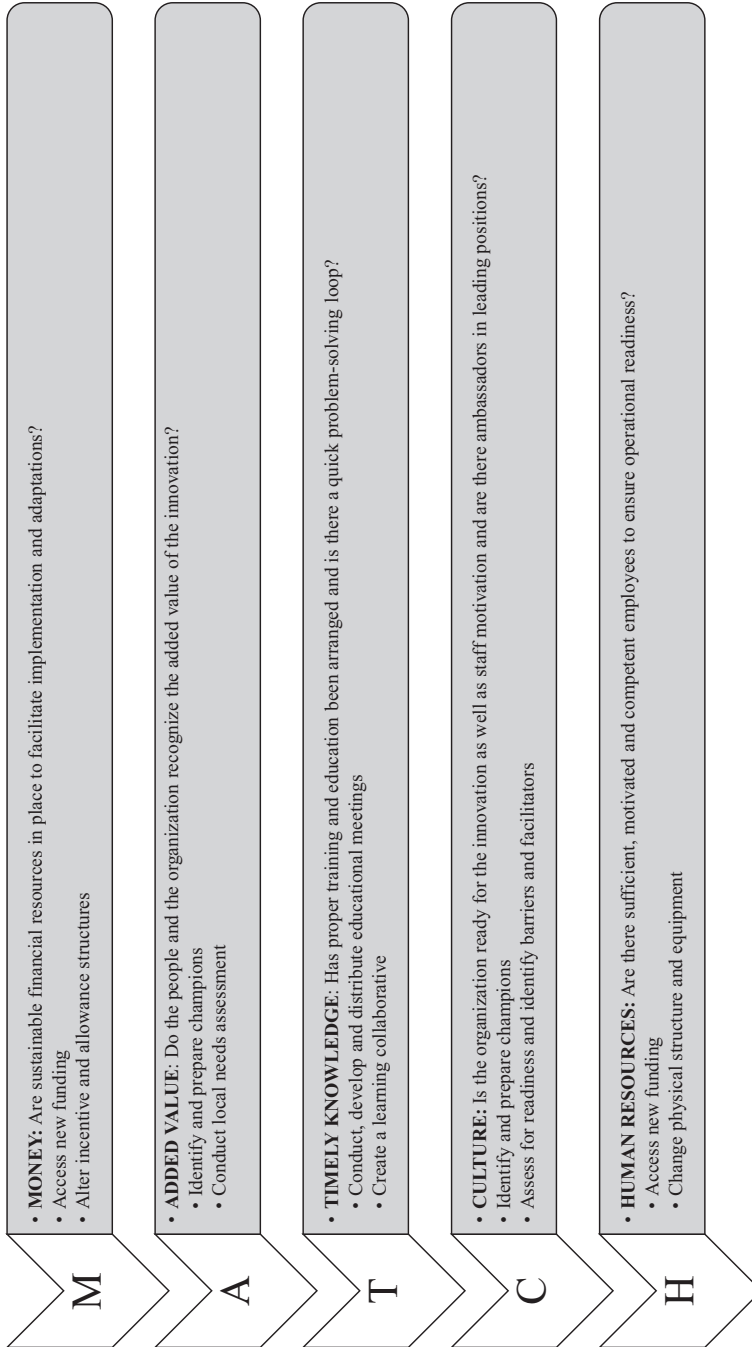 M
• MONEY: Are sustainable financial resources in place to facilitate implementation and adaptations?
• Access new funding
• Alter incentive and allowance structures
A
• ADDED VALUE: Do the people and the organization recognize the added value of the innovation?
• Identify and prepare champions
• Conduct local needs assessment
T
• TIMELY KNOWLEDGE: Has proper training and education been arranged and is there a quick problem-solving loop?
• Conduct, develop and distribute educational meetings
• Create a learning collaborative
C
• CULTURE: Is the organization ready for the innovation as well as staff motivation and are there ambassadors in leading positions?
• Identify and prepare champions
• Assess for readiness and identify barriers and facilitators
H
• HUMAN RESOURCES: Are there sufficient, motivated and competent employees to ensure operational readiness?
• Access new funding
• Change physical structure and equipment